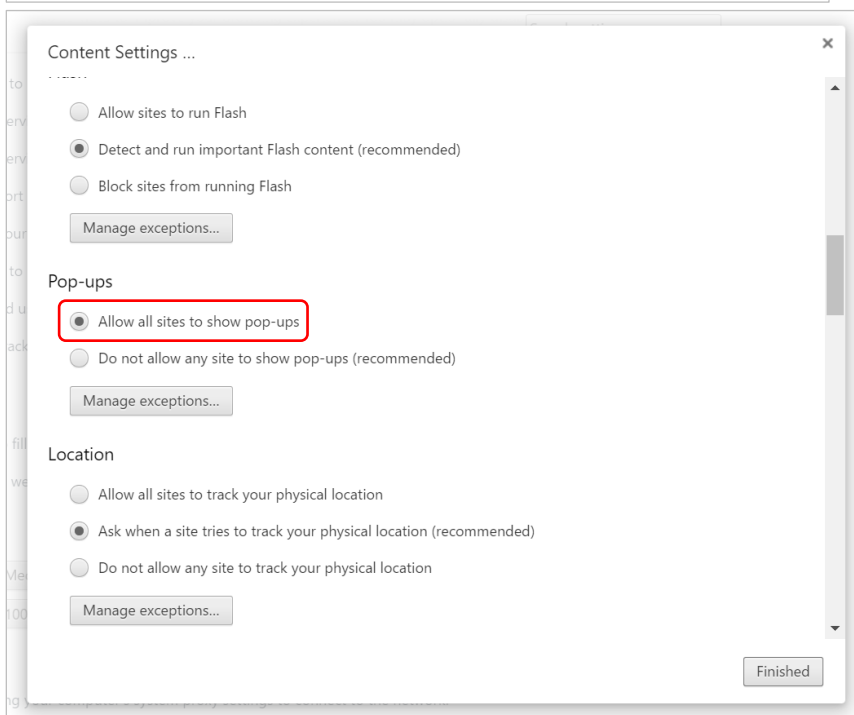 Content Settings ...
Allow sites to run Flash
Detect and run important Flash content (recommended)
Block sites from running Flash
Manage exceptions...
Pop-ups
Allow all sites to show pop-ups
Do not allow any site to show pop-ups (recommended)
Manage exceptions...
Location
Allow all sites to track your physical location
Ask when a site tries to track your physical location (recommended)
Do not allow any site to track your physical location
Manage exceptions...
Finished